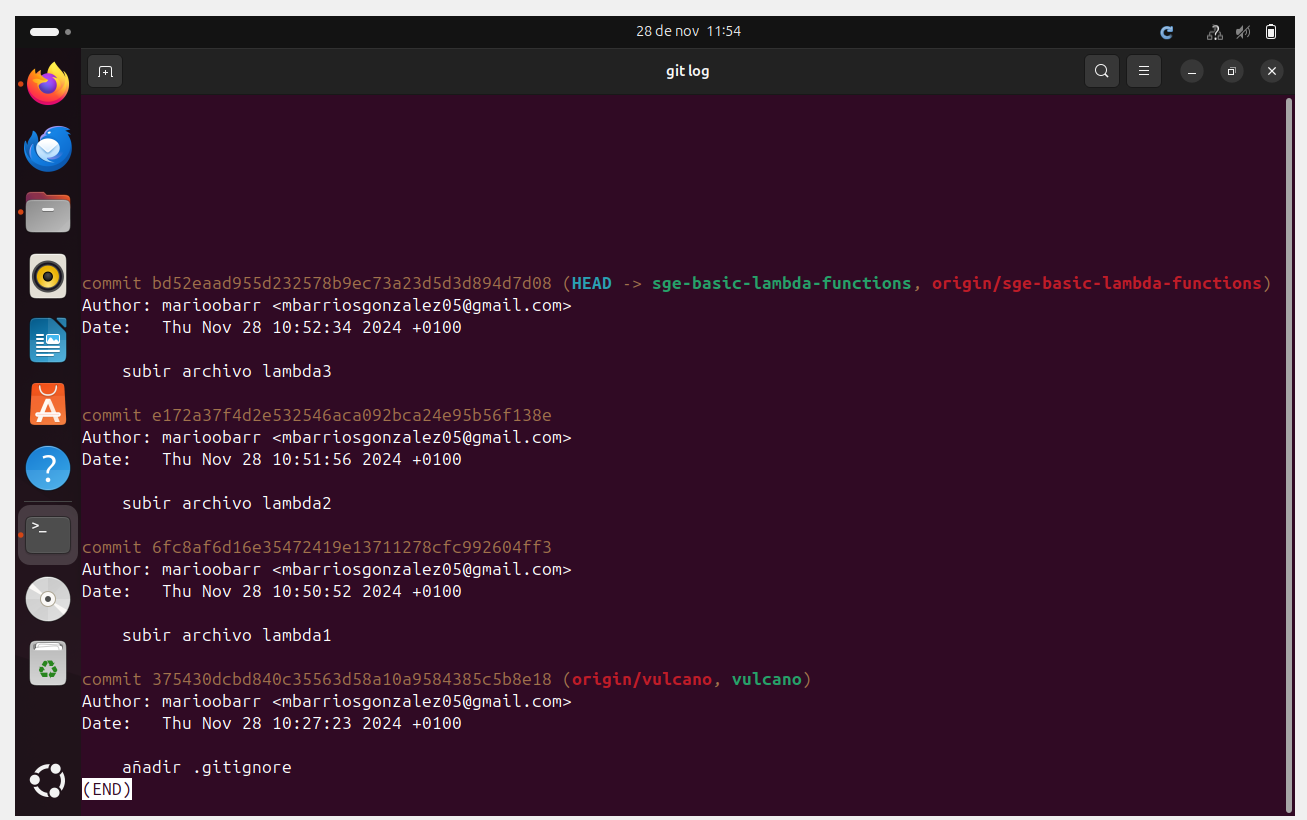 28 de nov 11:54
git log
commit bd52eaad955d232578b9ec73a23d5d3d894d7d08 (HEAD -> sge-basic-lambda-functions, origin/sge-basic-lambda-functions)
Author: marioobarr <mbarriosgonzalez05@gmail.com>
Date:   Thu Nov 28 10:52:34 2024 +0100
subir archivo lambda3
commit e172a37f4d2e532546aca092bca24e95b56f138e
Author: marioobarr <mbarriosgonzalez05@gmail.com>
Date:   Thu Nov 28 10:51:56 2024 +0100
subir archivo lambda2
commit 6fc8af6d16e35472419e13711278cfc992604ff3
Author: marioobarr <mbarriosgonzalez05@gmail.com>
Date:   Thu Nov 28 10:50:52 2024 +0100
subir archivo lambda1
commit 375430dcbd840c35563d58a10a9584385c5b8e18 (origin/vulcano, vulcano)
Author: marioobarr <mbarriosgonzalez05@gmail.com>
Date:   Thu Nov 28 10:27:23 2024 +0100
añadir .gitignore
(END)